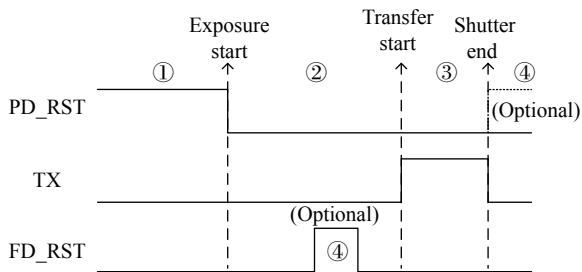 Exposure
start
Transfer
start
Shutter
end
① ② ③ ④
PD_RST
(Optional)
TX
(Optional)
FD_RST
④